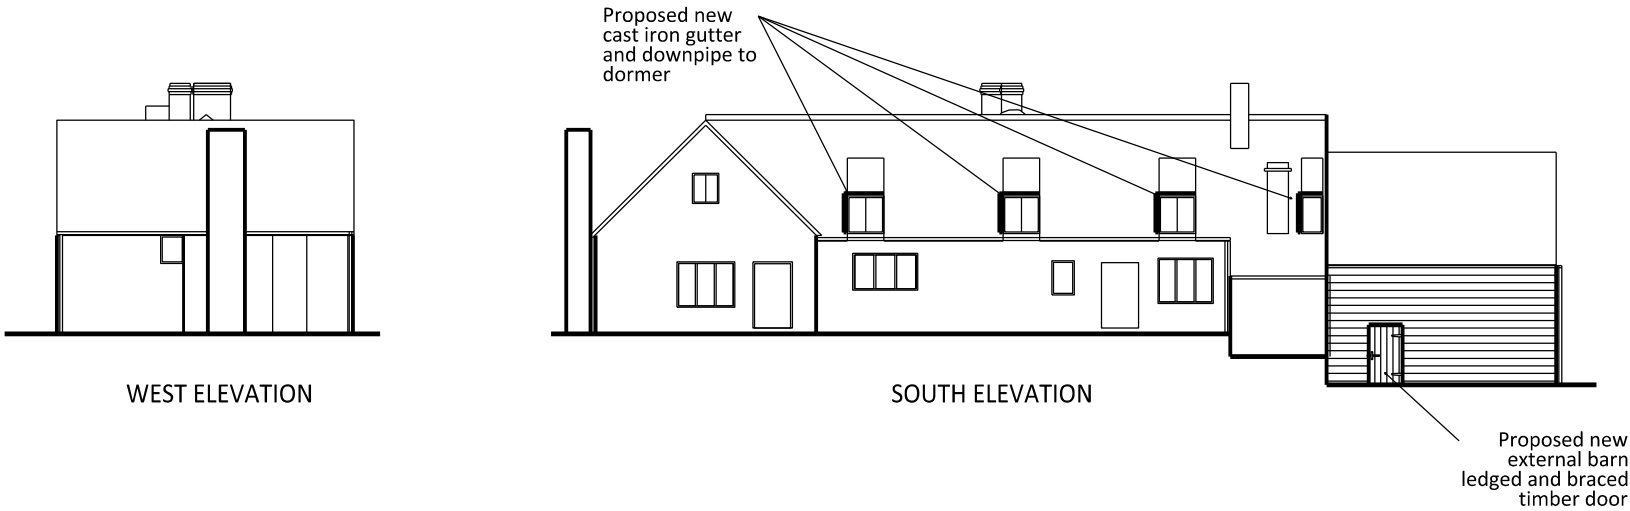 Proposed new
cast iron gutter
and downpipe to
dormer
WEST ELEVATION
SOUTH ELEVATION
Proposed new
external barn
ledged and braced
timber door